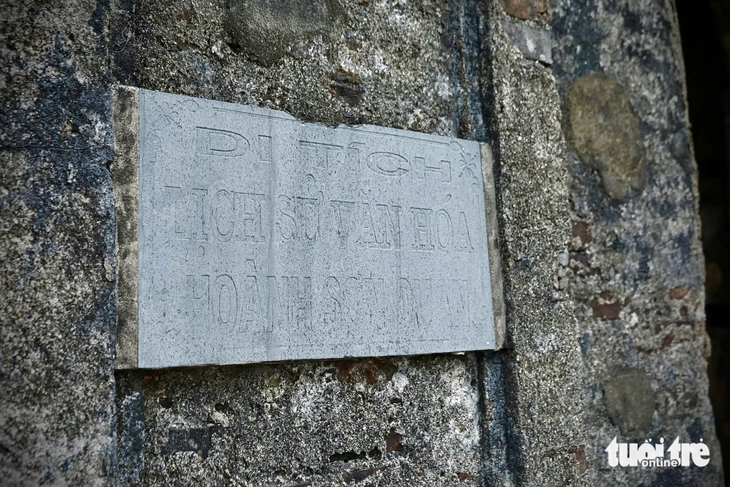 DI TÍCH
LỊCH SỬ VĂN HÓA
HOÀNH SƠN QUAN
tuổi trẻ
online